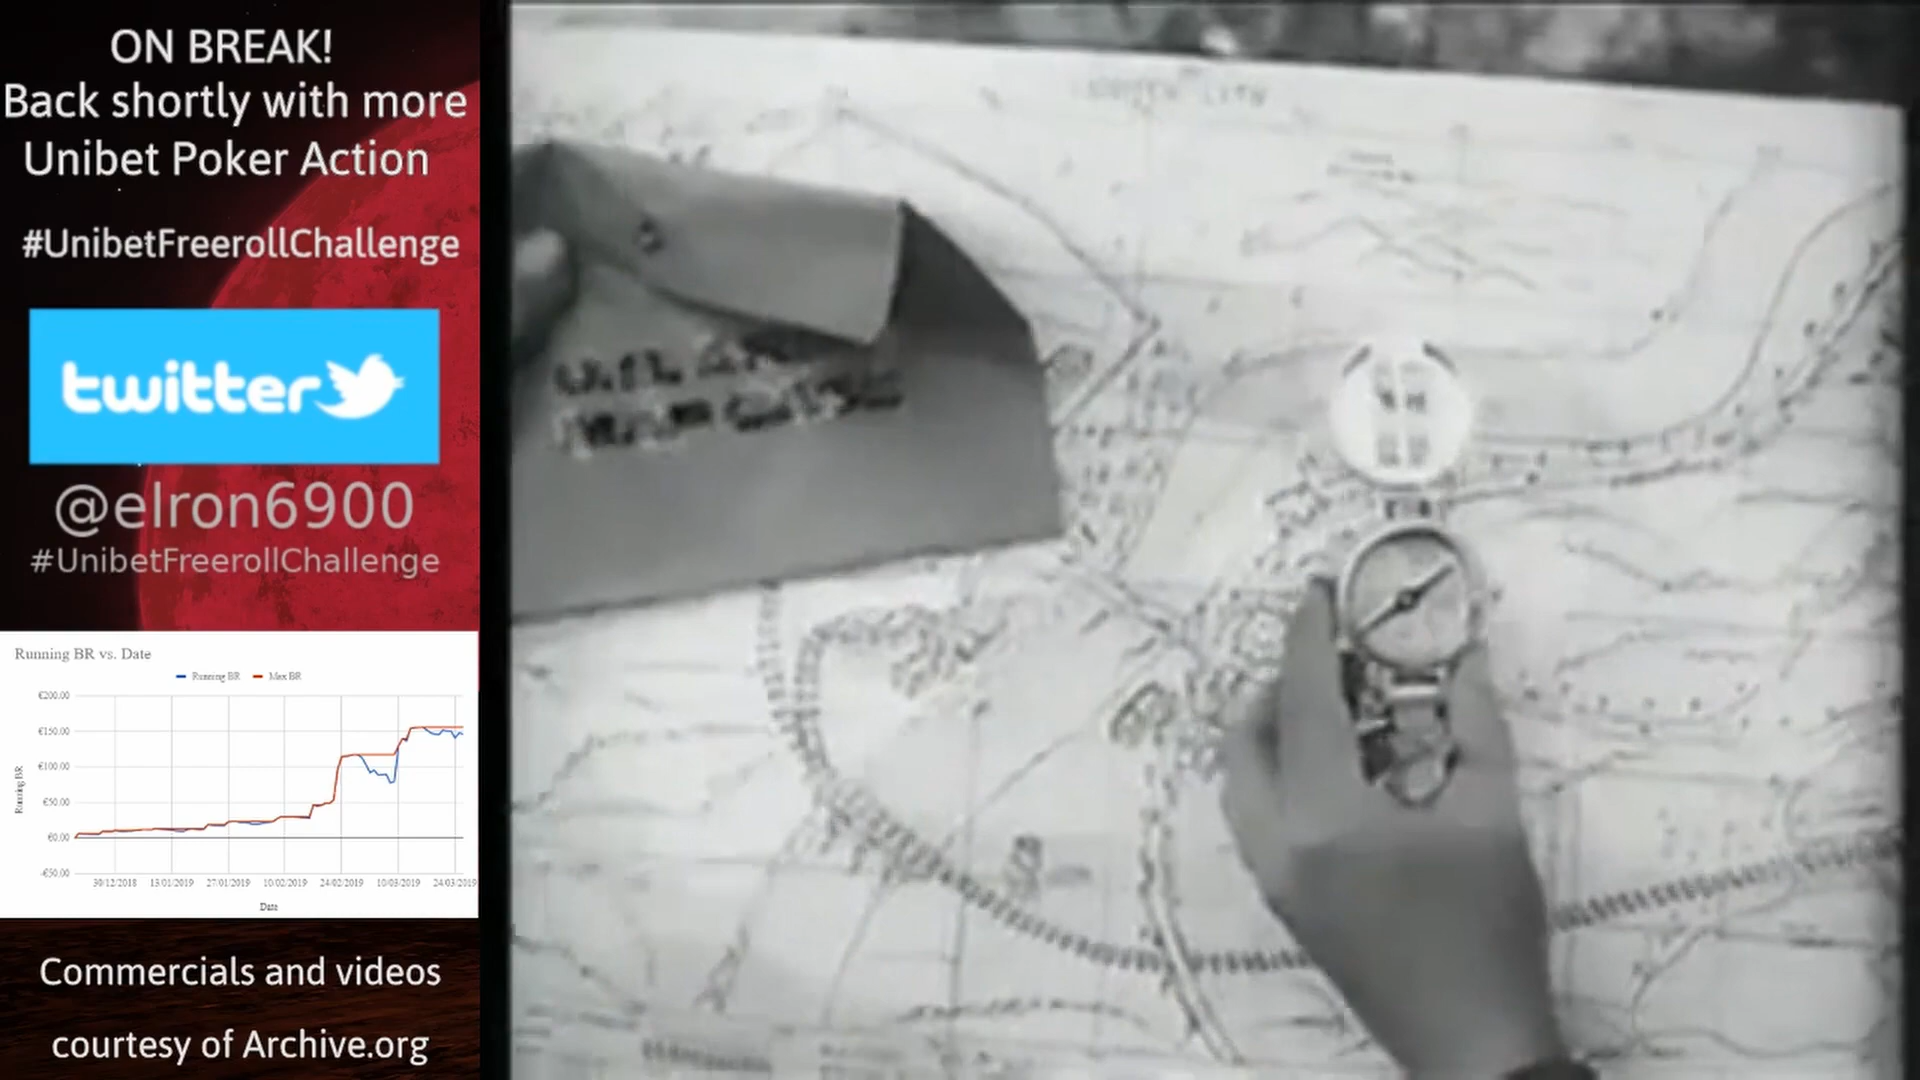 ON BREAK!
Back shortly with more
Unibet Poker Action
#UnibetFreerollChallenge
twitter
@elron6900
#UnibetFreerollChallenge
Running BR vs. Date
Running BR
Max BR
€200.00
€150.00
€100.00
€50.00
€0.00
-€50.00
Running BR
30/12/2018
13/01/2019
27/01/2019
10/02/2019
24/02/2019
10/03/2019
24/03/2019
Date
Commercials and videos
courtesy of Archive.org